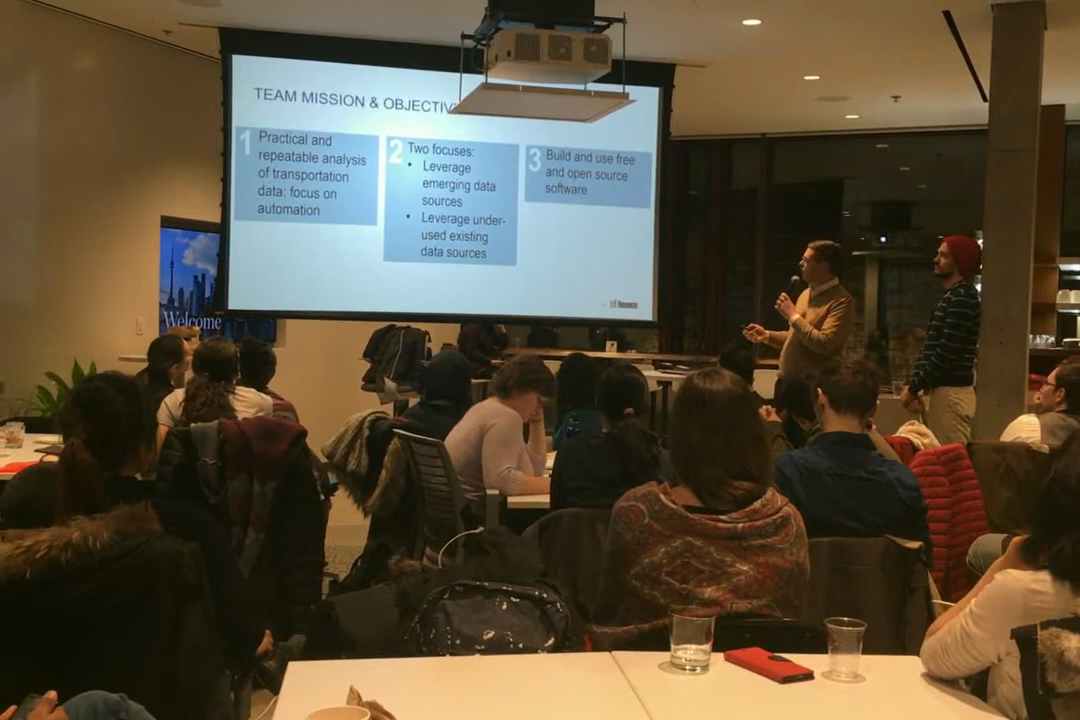 TEAM MISSION & OBJECTIV
1 Practical and
repeatable analysis
of transportation
data: focus on
automation
2 Two focuses:
• Leverage
emerging data
sources
• Leverage under-
used existing
data sources
3 Build and use free
and open source
software
Welcome